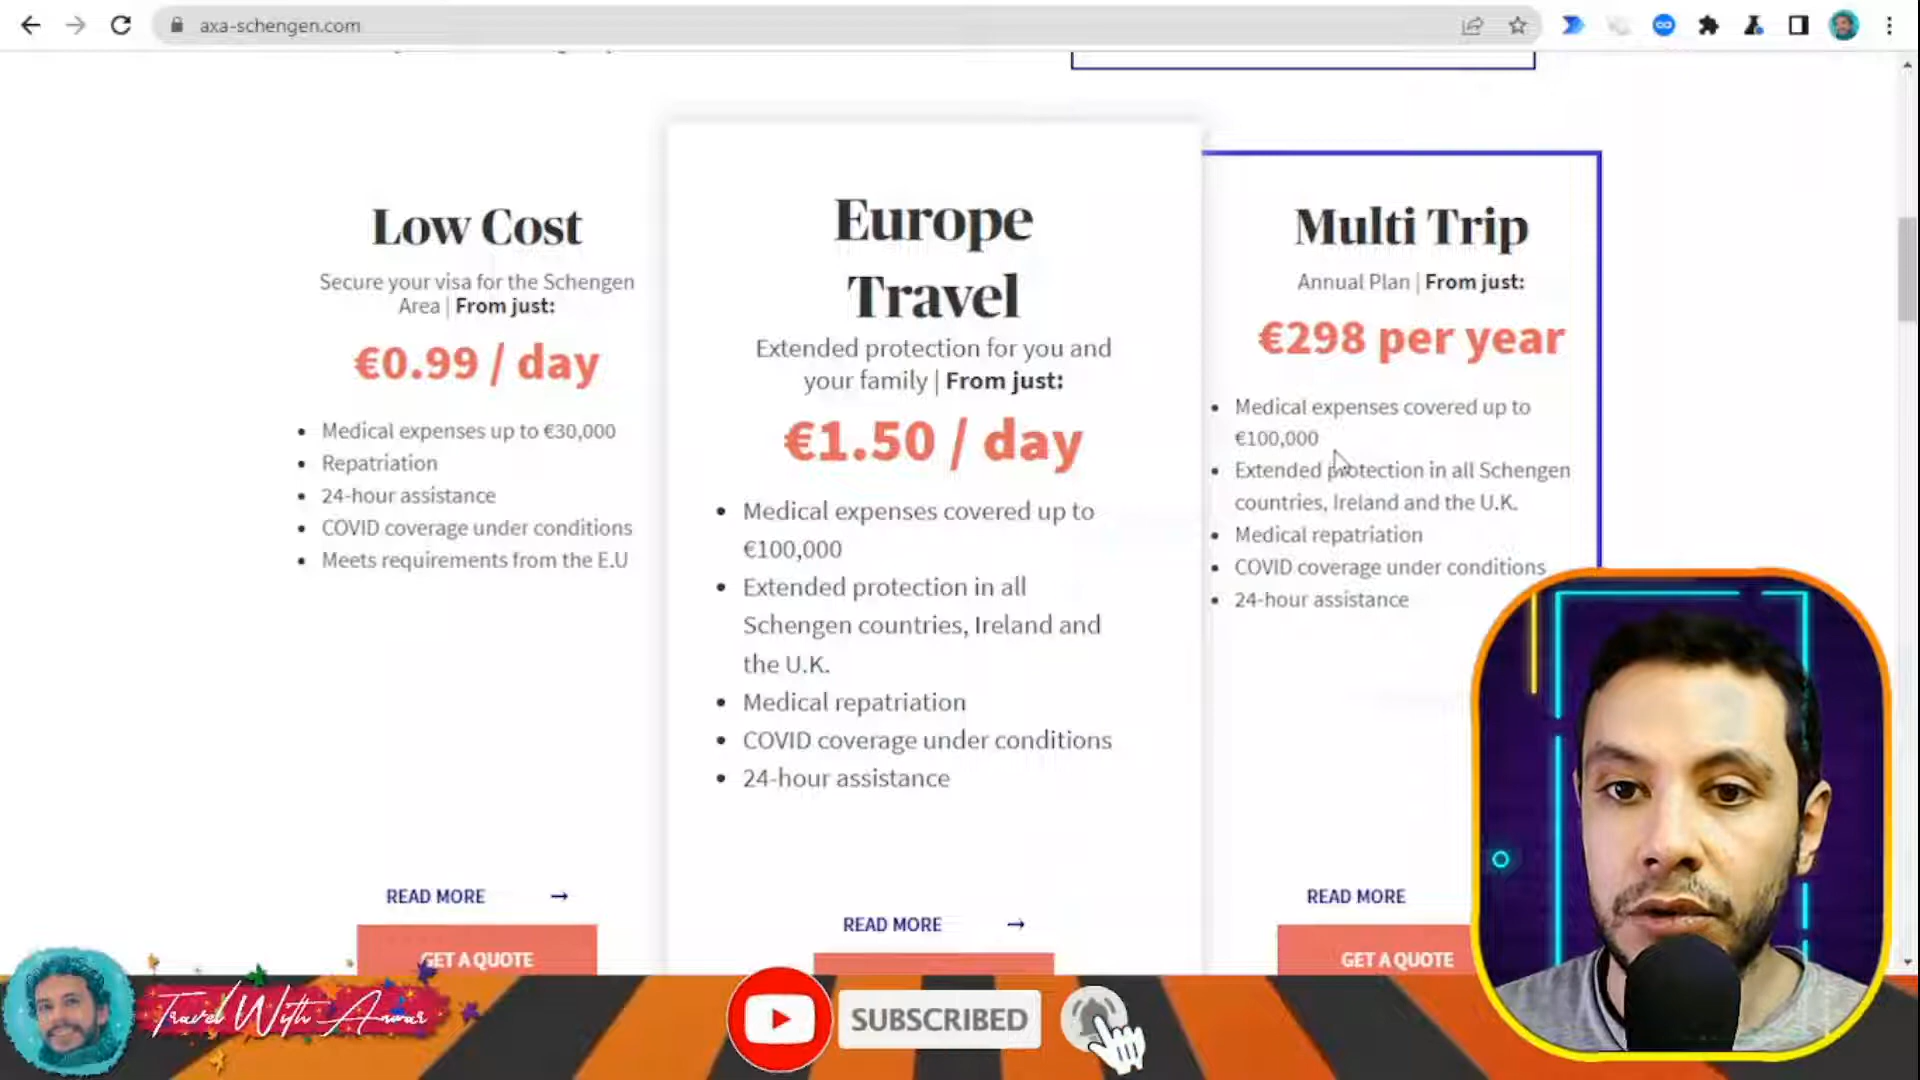 axa-schengen.com
Low Cost
Secure your visa for the Schengen
Area | From just:
€0.99 / day
• Medical expenses up to €30,000
• Repatriation
• 24-hour assistance
• COVID coverage under conditions
• Meets requirements from the E.U
READ MORE →
GET A QUOTE
Europe
Travel
Extended protection for you and
your family | From just:
€1.50 / day
• Medical expenses covered up to
€100,000
• Extended protection in all
Schengen countries, Ireland and
the U.K.
• Medical repatriation
• COVID coverage under conditions
• 24-hour assistance
READ MORE →
Multi Trip
Annual Plan | From just:
€298 per year
• Medical expenses covered up to
€100,000
• Extended protection in all Schengen
countries, Ireland and the U.K.
• Medical repatriation
• COVID coverage under conditions
• 24-hour assistance
READ MORE
GET A QUOTE
Travel With Anwar
SUBSCRIBED